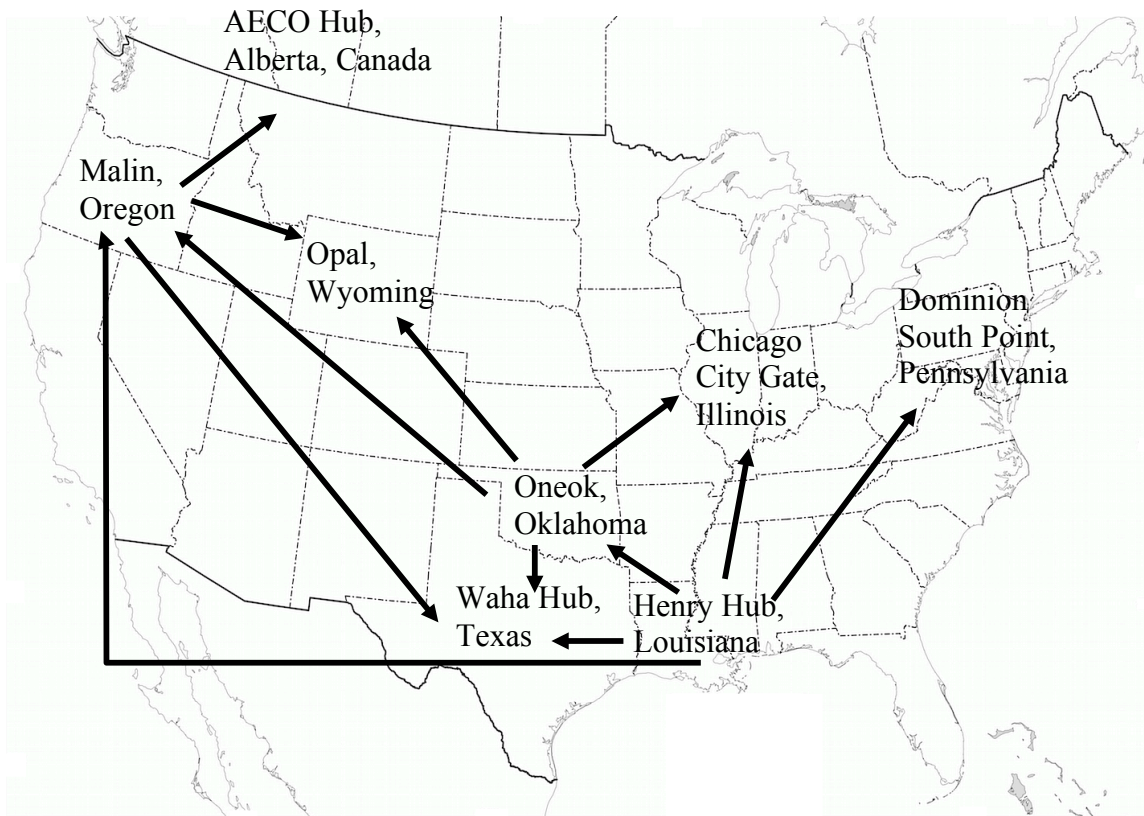 AECO Hub,
Alberta, Canada
Malin,
Oregon
Opal,
Wyoming
Dominion
South Point,
Pennsylvania
Chicago
City Gate,
Illinois
Oneok,
Oklahoma
Waha Hub,
Texas
Henry Hub,
Louisiana